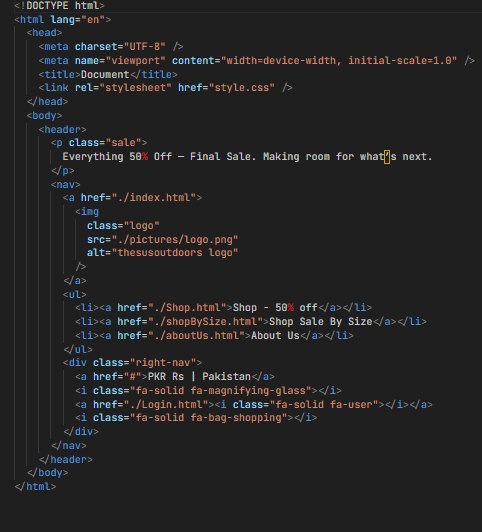 <!DOCTYPE html>
<html lang="en">
<head>
<meta charset="UTF-8" />
<meta name="viewport" content="width=device-width, initial-scale=1.0" />
<title>Document</title>
<link rel="stylesheet" href="style.css" />
</head>
<body>
<header>
<p class="sale">
Everything 50% Off – Final Sale. Making room for what’s next.
</p>
<nav>
<a href="./index.html">
<img
class="logo"
src="./pictures/logo.png"
alt="thesusoutdoors logo"
/>
</a>
<ul>
<li><a href="./Shop.html">Shop - 50% off</a></li>
<li><a href="./shopBySize.html">Shop Sale By Size</a></li>
<li><a href="./aboutUs.html">About Us</a></li>
</ul>
<div class="right-nav">
<a href="#">PKR Rs | Pakistan</a>
<i class="fa-solid fa-magnifying-glass"></i>
<a href="./Login.html"><i class="fa-solid fa-user"></i></a>
<i class="fa-solid fa-bag-shopping"></i>
</div>
</nav>
</header>
</body>
</html>